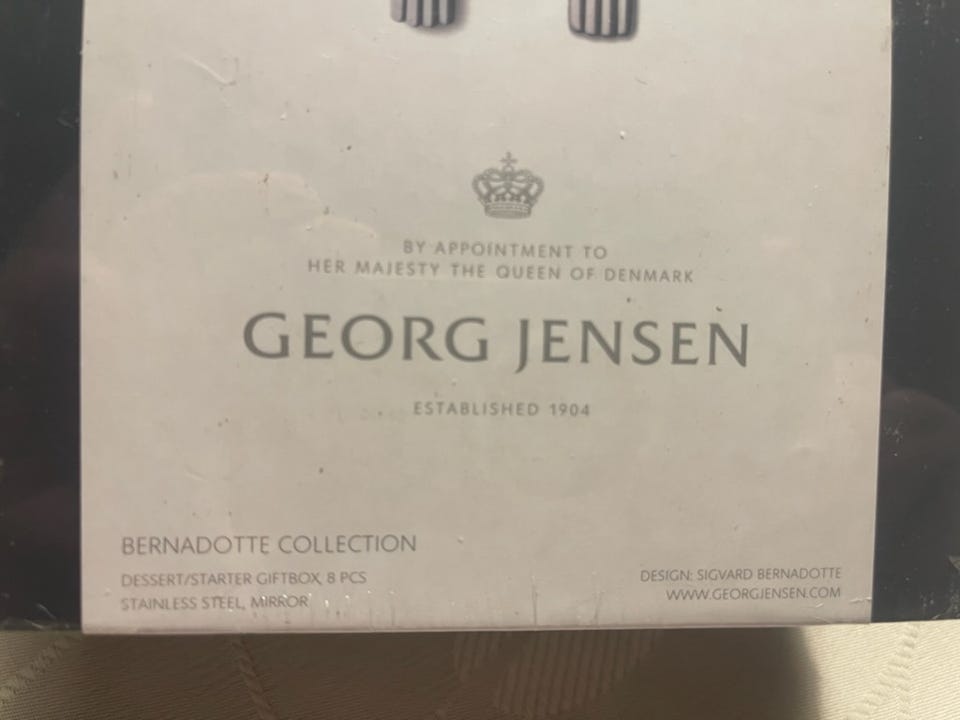 BY APPOINTMENT TO
HER MAJESTY THE QUEEN OF DENMARK
GEORG JENSEN
ESTABLISHED 1904
BERNADOTTE COLLECTION
DESSERT/STARTER GIFTBOX, 8 PCS
STAINLESS STEEL, MIRROR
DESIGN: SIGVARD BERNADOTTE
WWW.GEORGJENSEN.COM